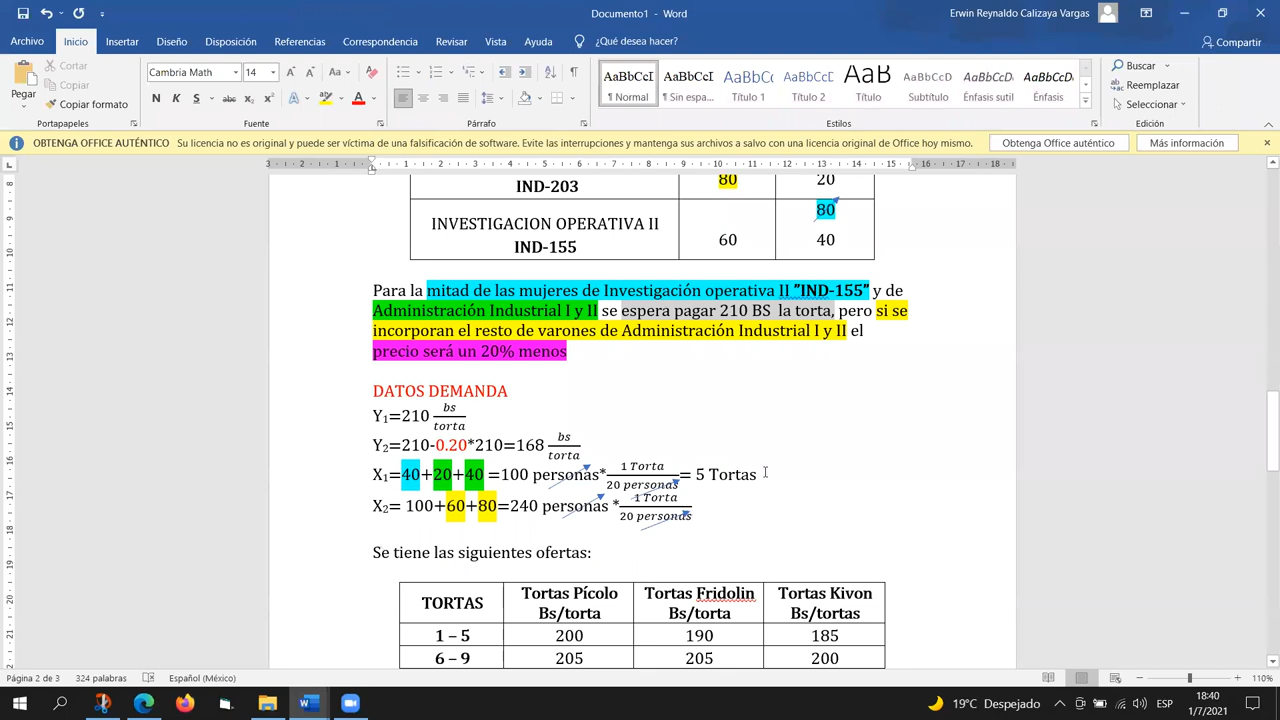 Documento1 - Word
Erwin Reynaldo Calizaya Vargas
Archivo Inicio Insertar Diseño Disposición Referencias Correspondencia Revisar Vista Ayuda ¿Qué desea hacer? Compartir
Pegar
Cortar
Copiar
Copiar formato
Portapapeles
Cambria Math 14
N K S abc x₂ x²
Fuente
Párrafo
AaBbCcI AaBbCcI AaBbCc AaBbCcI AaB AaBbCcD AaBbCcDt AaBbCcDt
¶ Normal ¶ Sin espa... Título 1 Título 2 Título Subtítulo Énfasis sutil Énfasis
Estilos
Buscar
Reemplazar
Seleccionar
Edición
OBTENGA OFFICE AUTÉNTICO Su licencia no es original y puede ser víctima de una falsificación de software. Evite las interrupciones y mantenga sus archivos a salvo con una licencia original de Office hoy mismo. Obtenga Office auténtico Más información
IND-203 80 20
INVESTIGACION OPERATIVA II 80
IND-155 60 40
Para la mitad de las mujeres de Investigación operativa II ”IND-155” y de
Administración Industrial I y II se espera pagar 210 BS la torta, pero si se
incorporan el resto de varones de Administración Industrial I y II el
precio será un 20% menos
DATOS DEMANDA
Y₁=210 bs/torta
Y₂=210-0.20*210=168 bs/torta
X₁=40+20+40 =100 personas*1 Torta/20 personas= 5 Tortas
X₂= 100+60+80=240 personas *1 Torta/20 personas
Se tiene las siguientes ofertas:
TORTAS Tortas Pícolo Bs/torta Tortas Fridolin Bs/torta Tortas Kivon Bs/tortas
1 – 5 200 190 185
6 – 9 205 205 200
Página 2 de 3 324 palabras Español (México) 110%
19°C Despejado ESP 18:40
1/7/2021